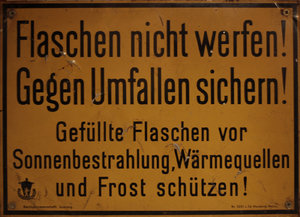 Flaschen nicht werfen!
Gegen Umfallen sichern!
Gefüllte Flaschen vor
Sonnenbestrahlung,Wärmequellen
und Frost schützen!